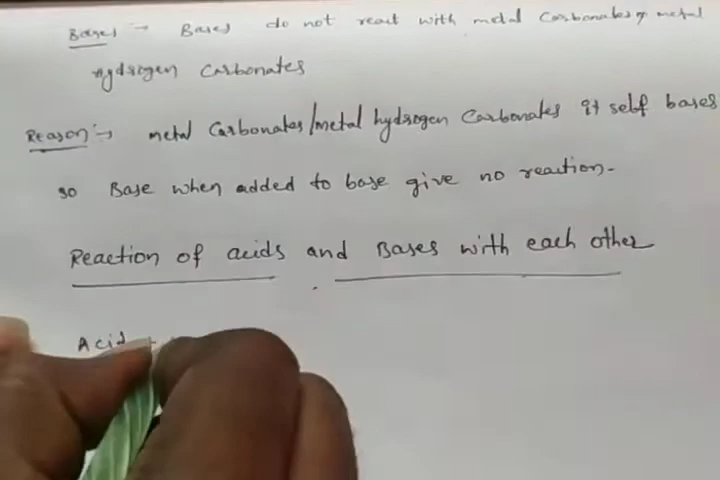 Bases → Bases do not react with metal carbonates metal
Hydrogen Carbonates
Reason :→ metal Carbonates/metal hydrogen Carbonates it self bases
so Base when added to base give no reaction.
Reaction of acids and Bases with each other
Acid